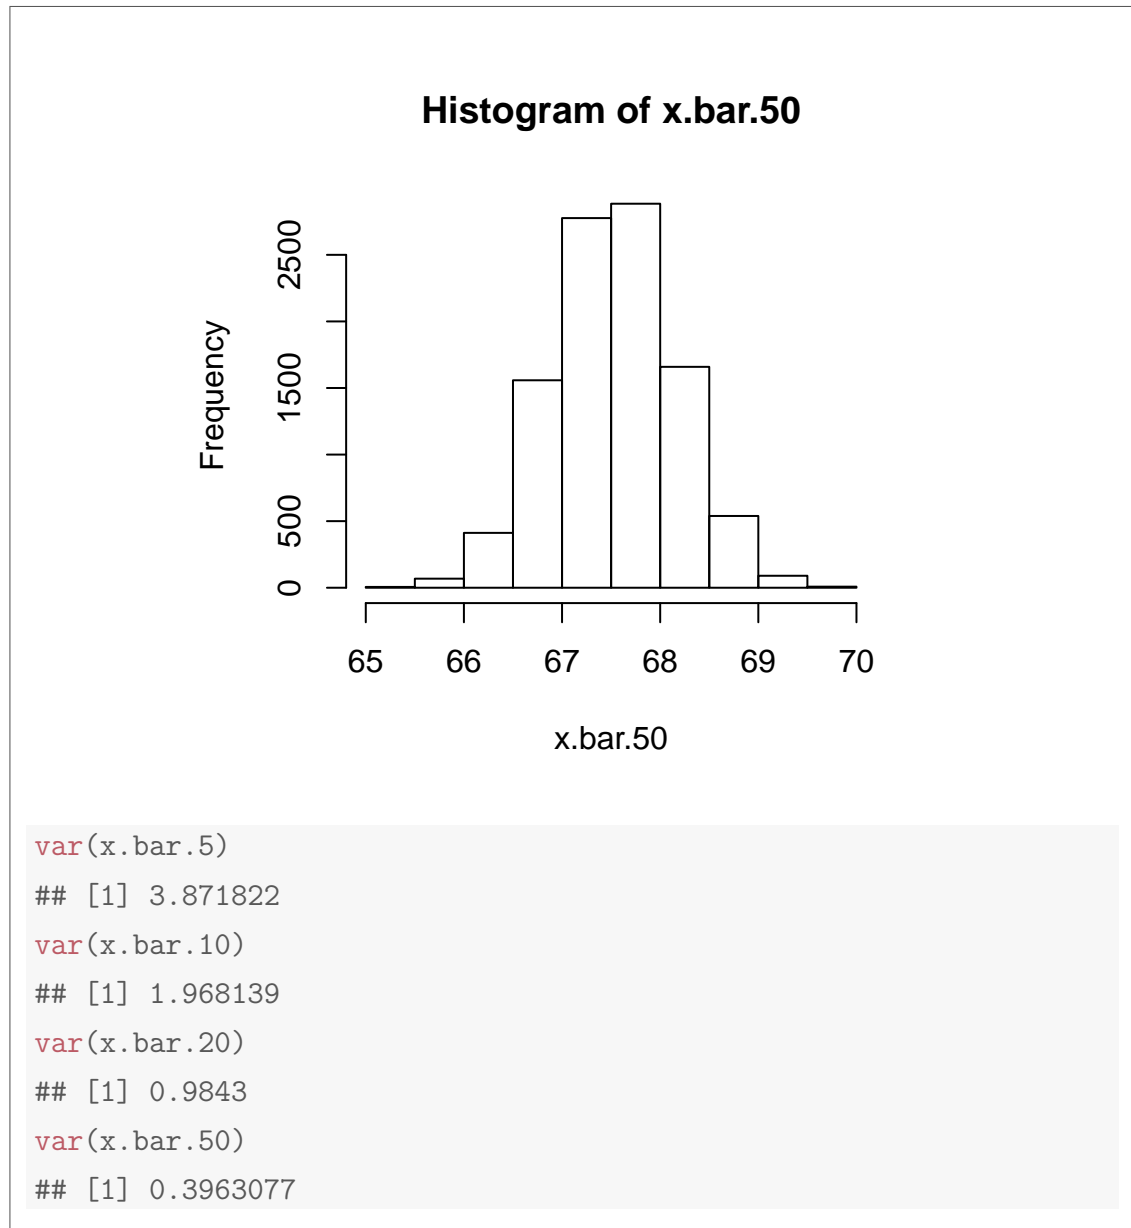 Histogram of x.bar.50
Frequency
0 500 1500 2500
65 66 67 68 69 70
x.bar.50
var(x.bar.5)
## [1] 3.871822
var(x.bar.10)
## [1] 1.968139
var(x.bar.20)
## [1] 0.9843
var(x.bar.50)
## [1] 0.3963077